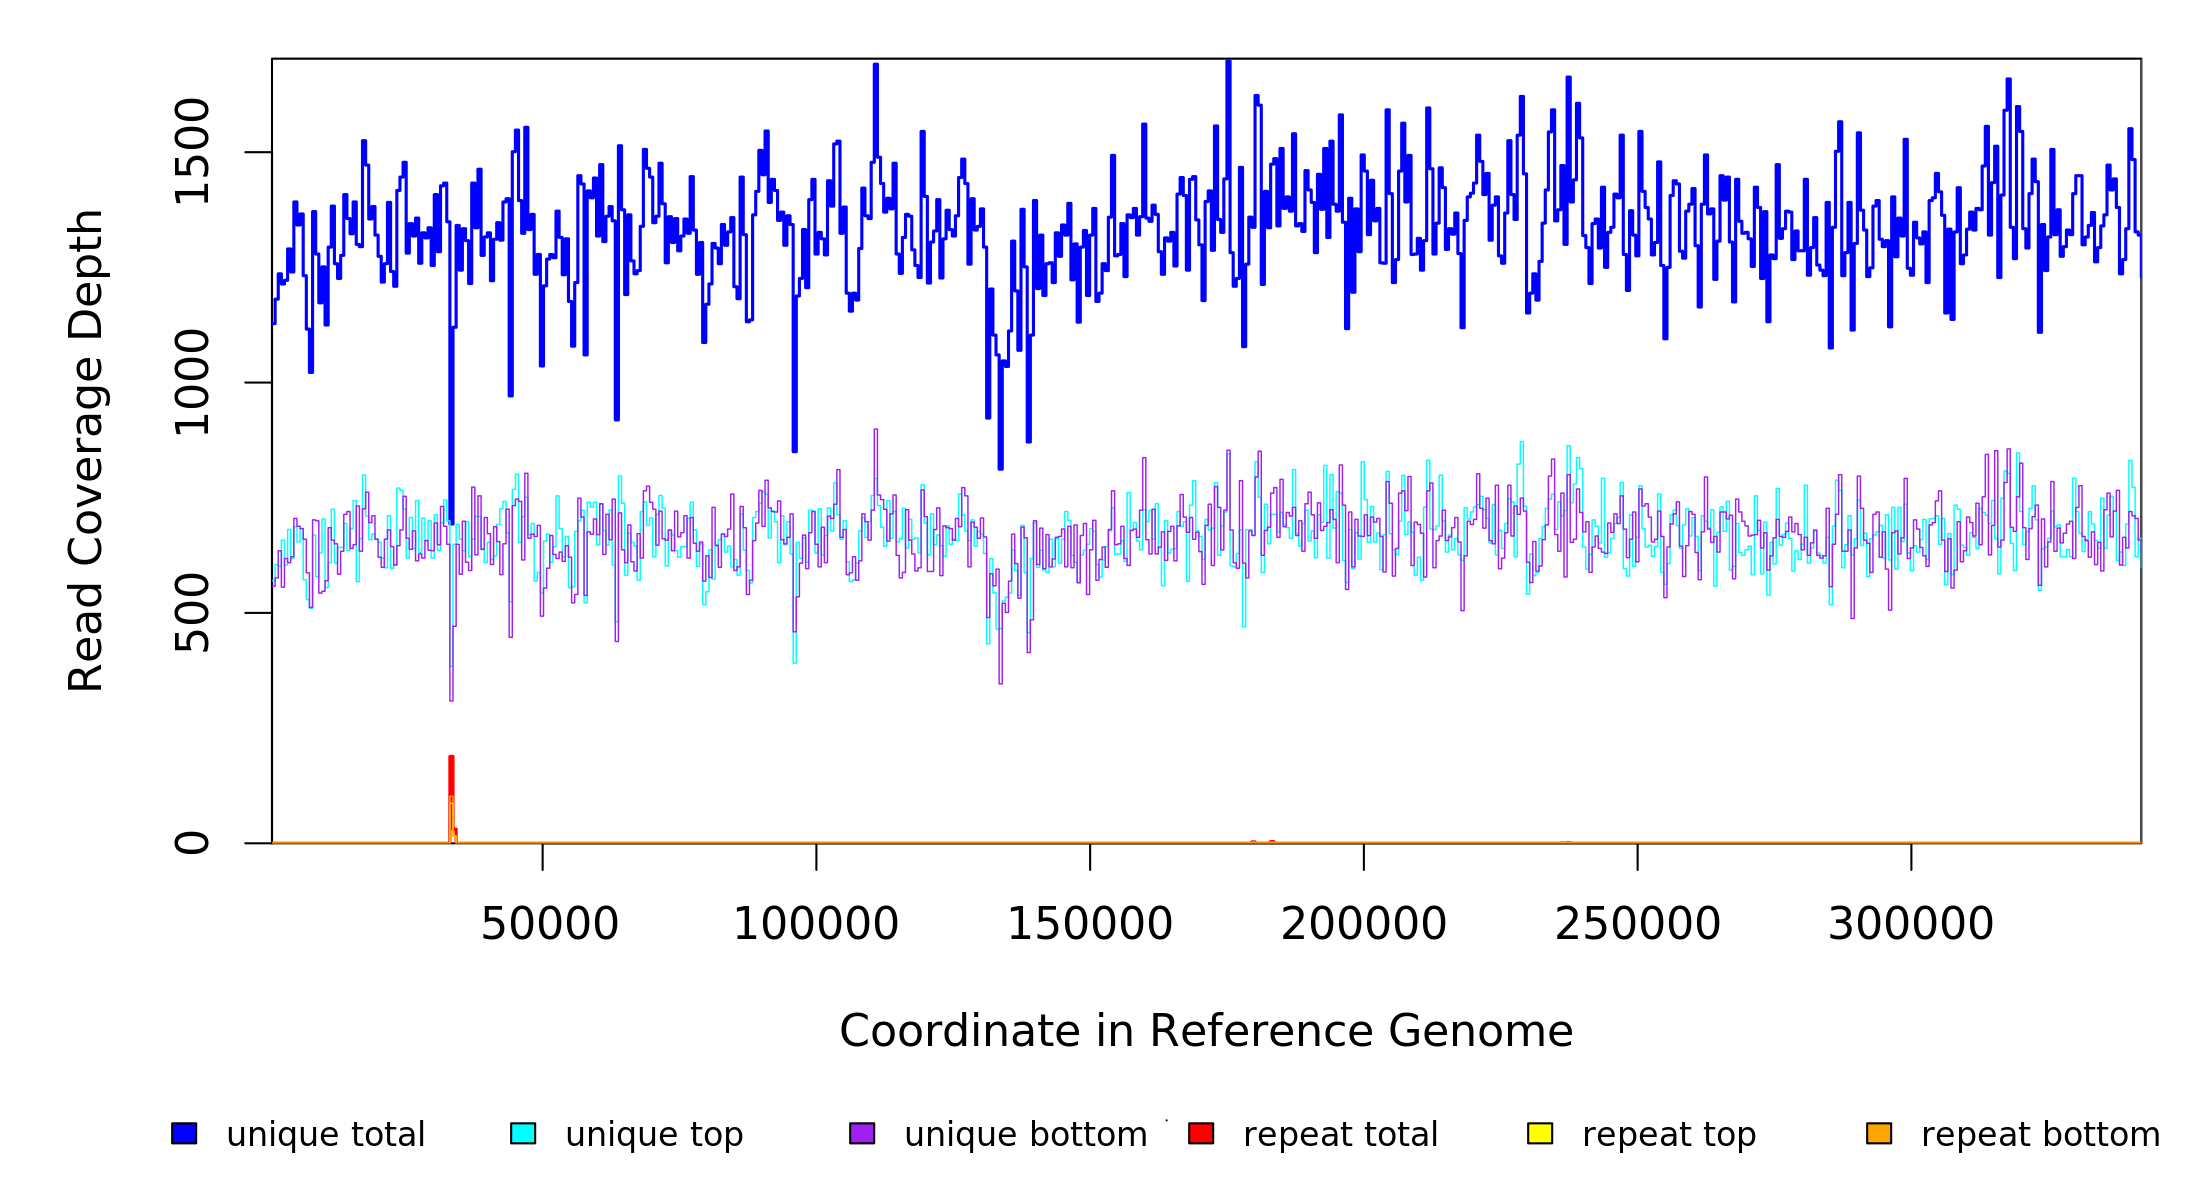 1500
1000
500
0
Read Coverage Depth
50000 100000 150000 200000 250000 300000
Coordinate in Reference Genome
unique total unique top unique bottom repeat total repeat top repeat bottom